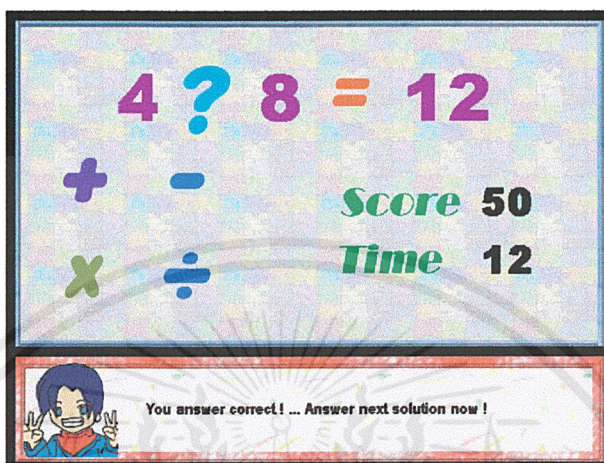 4 ? 8 = 12
+ -
Score 50
x ÷
Time 12
You answer correct ! ... Answer next solution now !